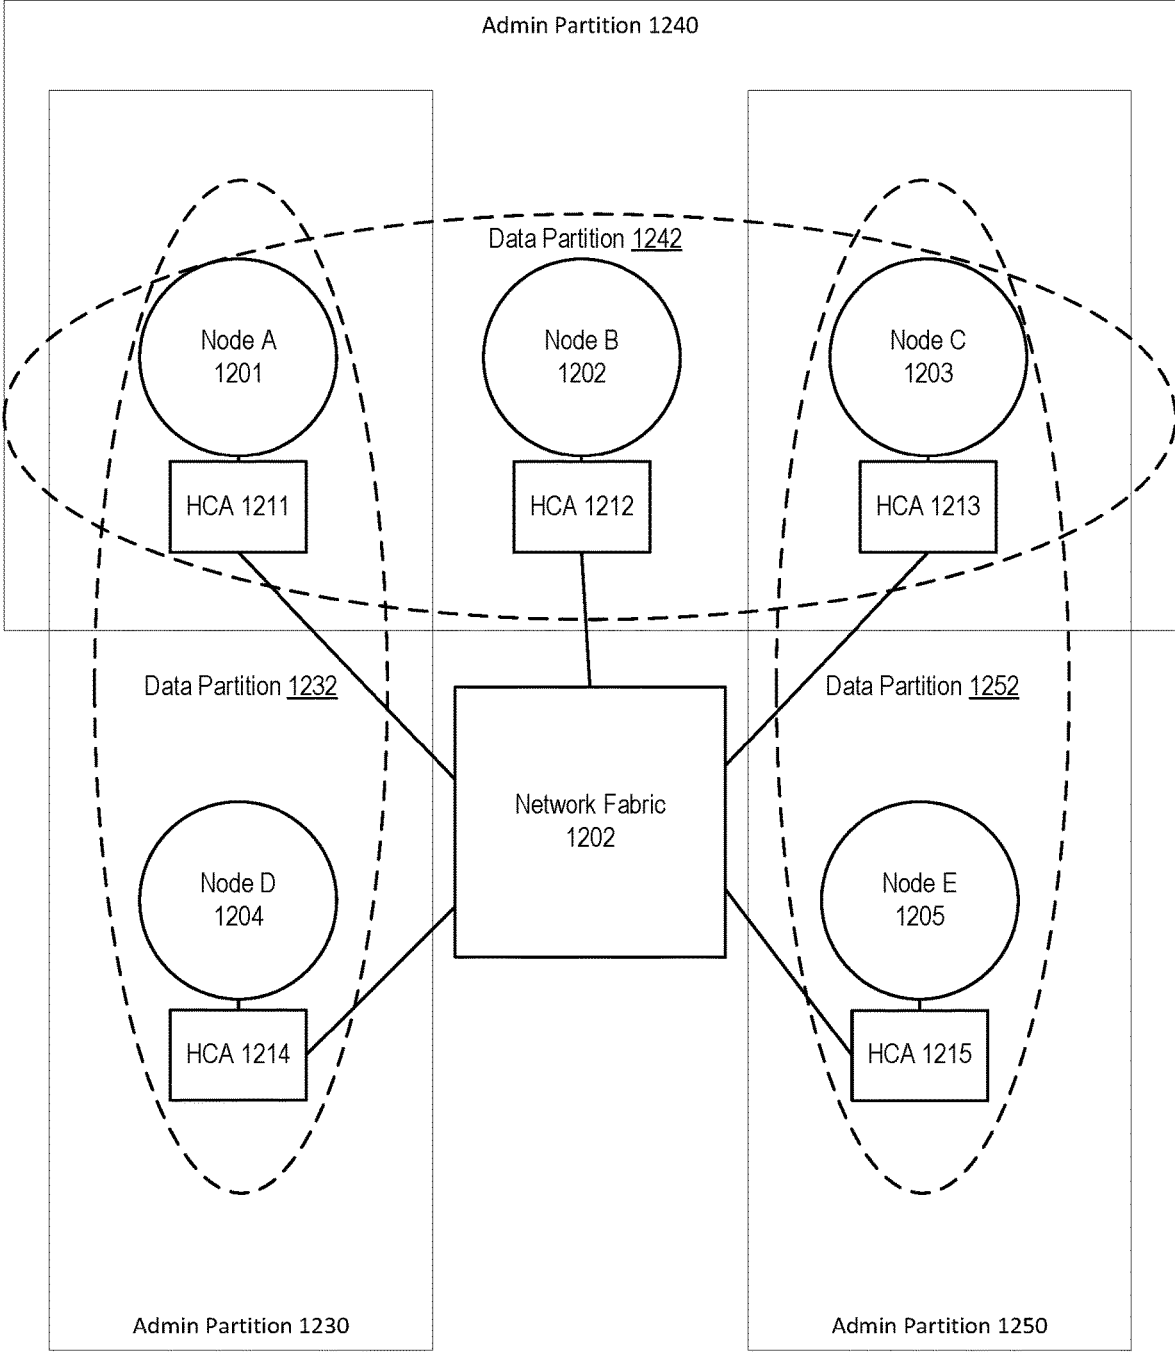 Admin Partition 1240
Data Partition 1242
Node A
1201
Node B
1202
Node C
1203
HCA 1211
HCA 1212
HCA 1213
Data Partition 1232
Data Partition 1252
Network Fabric
1202
Node D
1204
Node E
1205
HCA 1214
HCA 1215
Admin Partition 1230
Admin Partition 1250